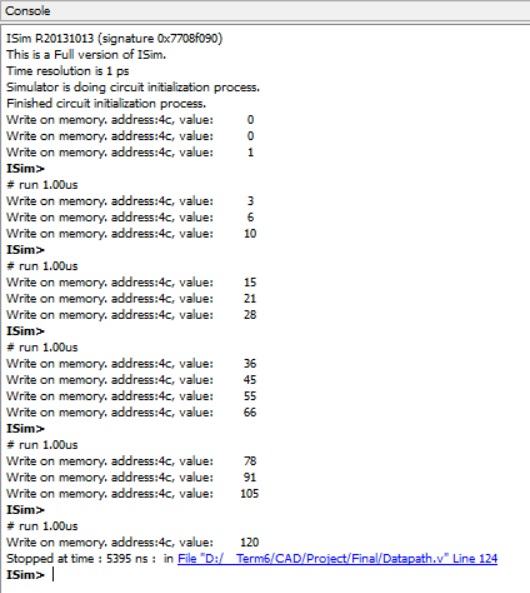 Console
ISim R20131013 (signature 0x7708f090)
This is a Full version of ISim.
Time resolution is 1 ps
Simulator is doing circuit initialization process.
Finished circuit initialization process.
Write on memory. address:4c, value: 0
Write on memory. address:4c, value: 0
Write on memory. address:4c, value: 1
ISim>
# run 1.00us
Write on memory. address:4c, value: 3
Write on memory. address:4c, value: 6
Write on memory. address:4c, value: 10
ISim>
# run 1.00us
Write on memory. address:4c, value: 15
Write on memory. address:4c, value: 21
Write on memory. address:4c, value: 28
ISim>
# run 1.00us
Write on memory. address:4c, value: 36
Write on memory. address:4c, value: 45
Write on memory. address:4c, value: 55
Write on memory. address:4c, value: 66
ISim>
# run 1.00us
Write on memory. address:4c, value: 78
Write on memory. address:4c, value: 91
Write on memory. address:4c, value: 105
ISim>
# run 1.00us
Write on memory. address:4c, value: 120
Stopped at time : 5395 ns : in File "D:/__Term6/CAD/Project/Final/Datapath.v" Line 124
ISim>